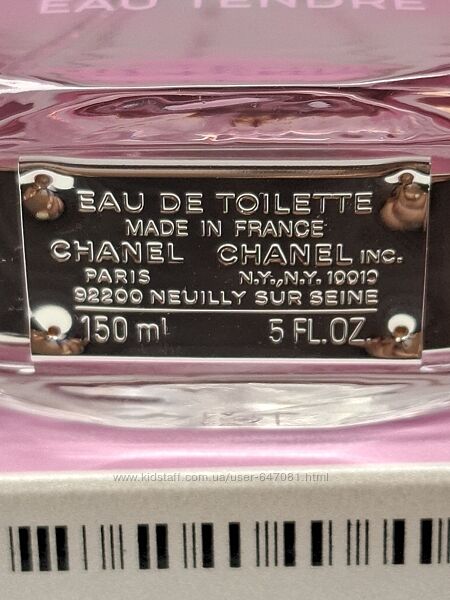 EAU TENDRE
EAU DE TOILETTE
MADE IN FRANCE
CHANEL CHANEL INC.
PARIS N.Y., N.Y. 10019
92200 NEUILLY SUR SEINE
150 ml 5 FL.OZ.
www.kidstaff.com.ua/user-647081.html